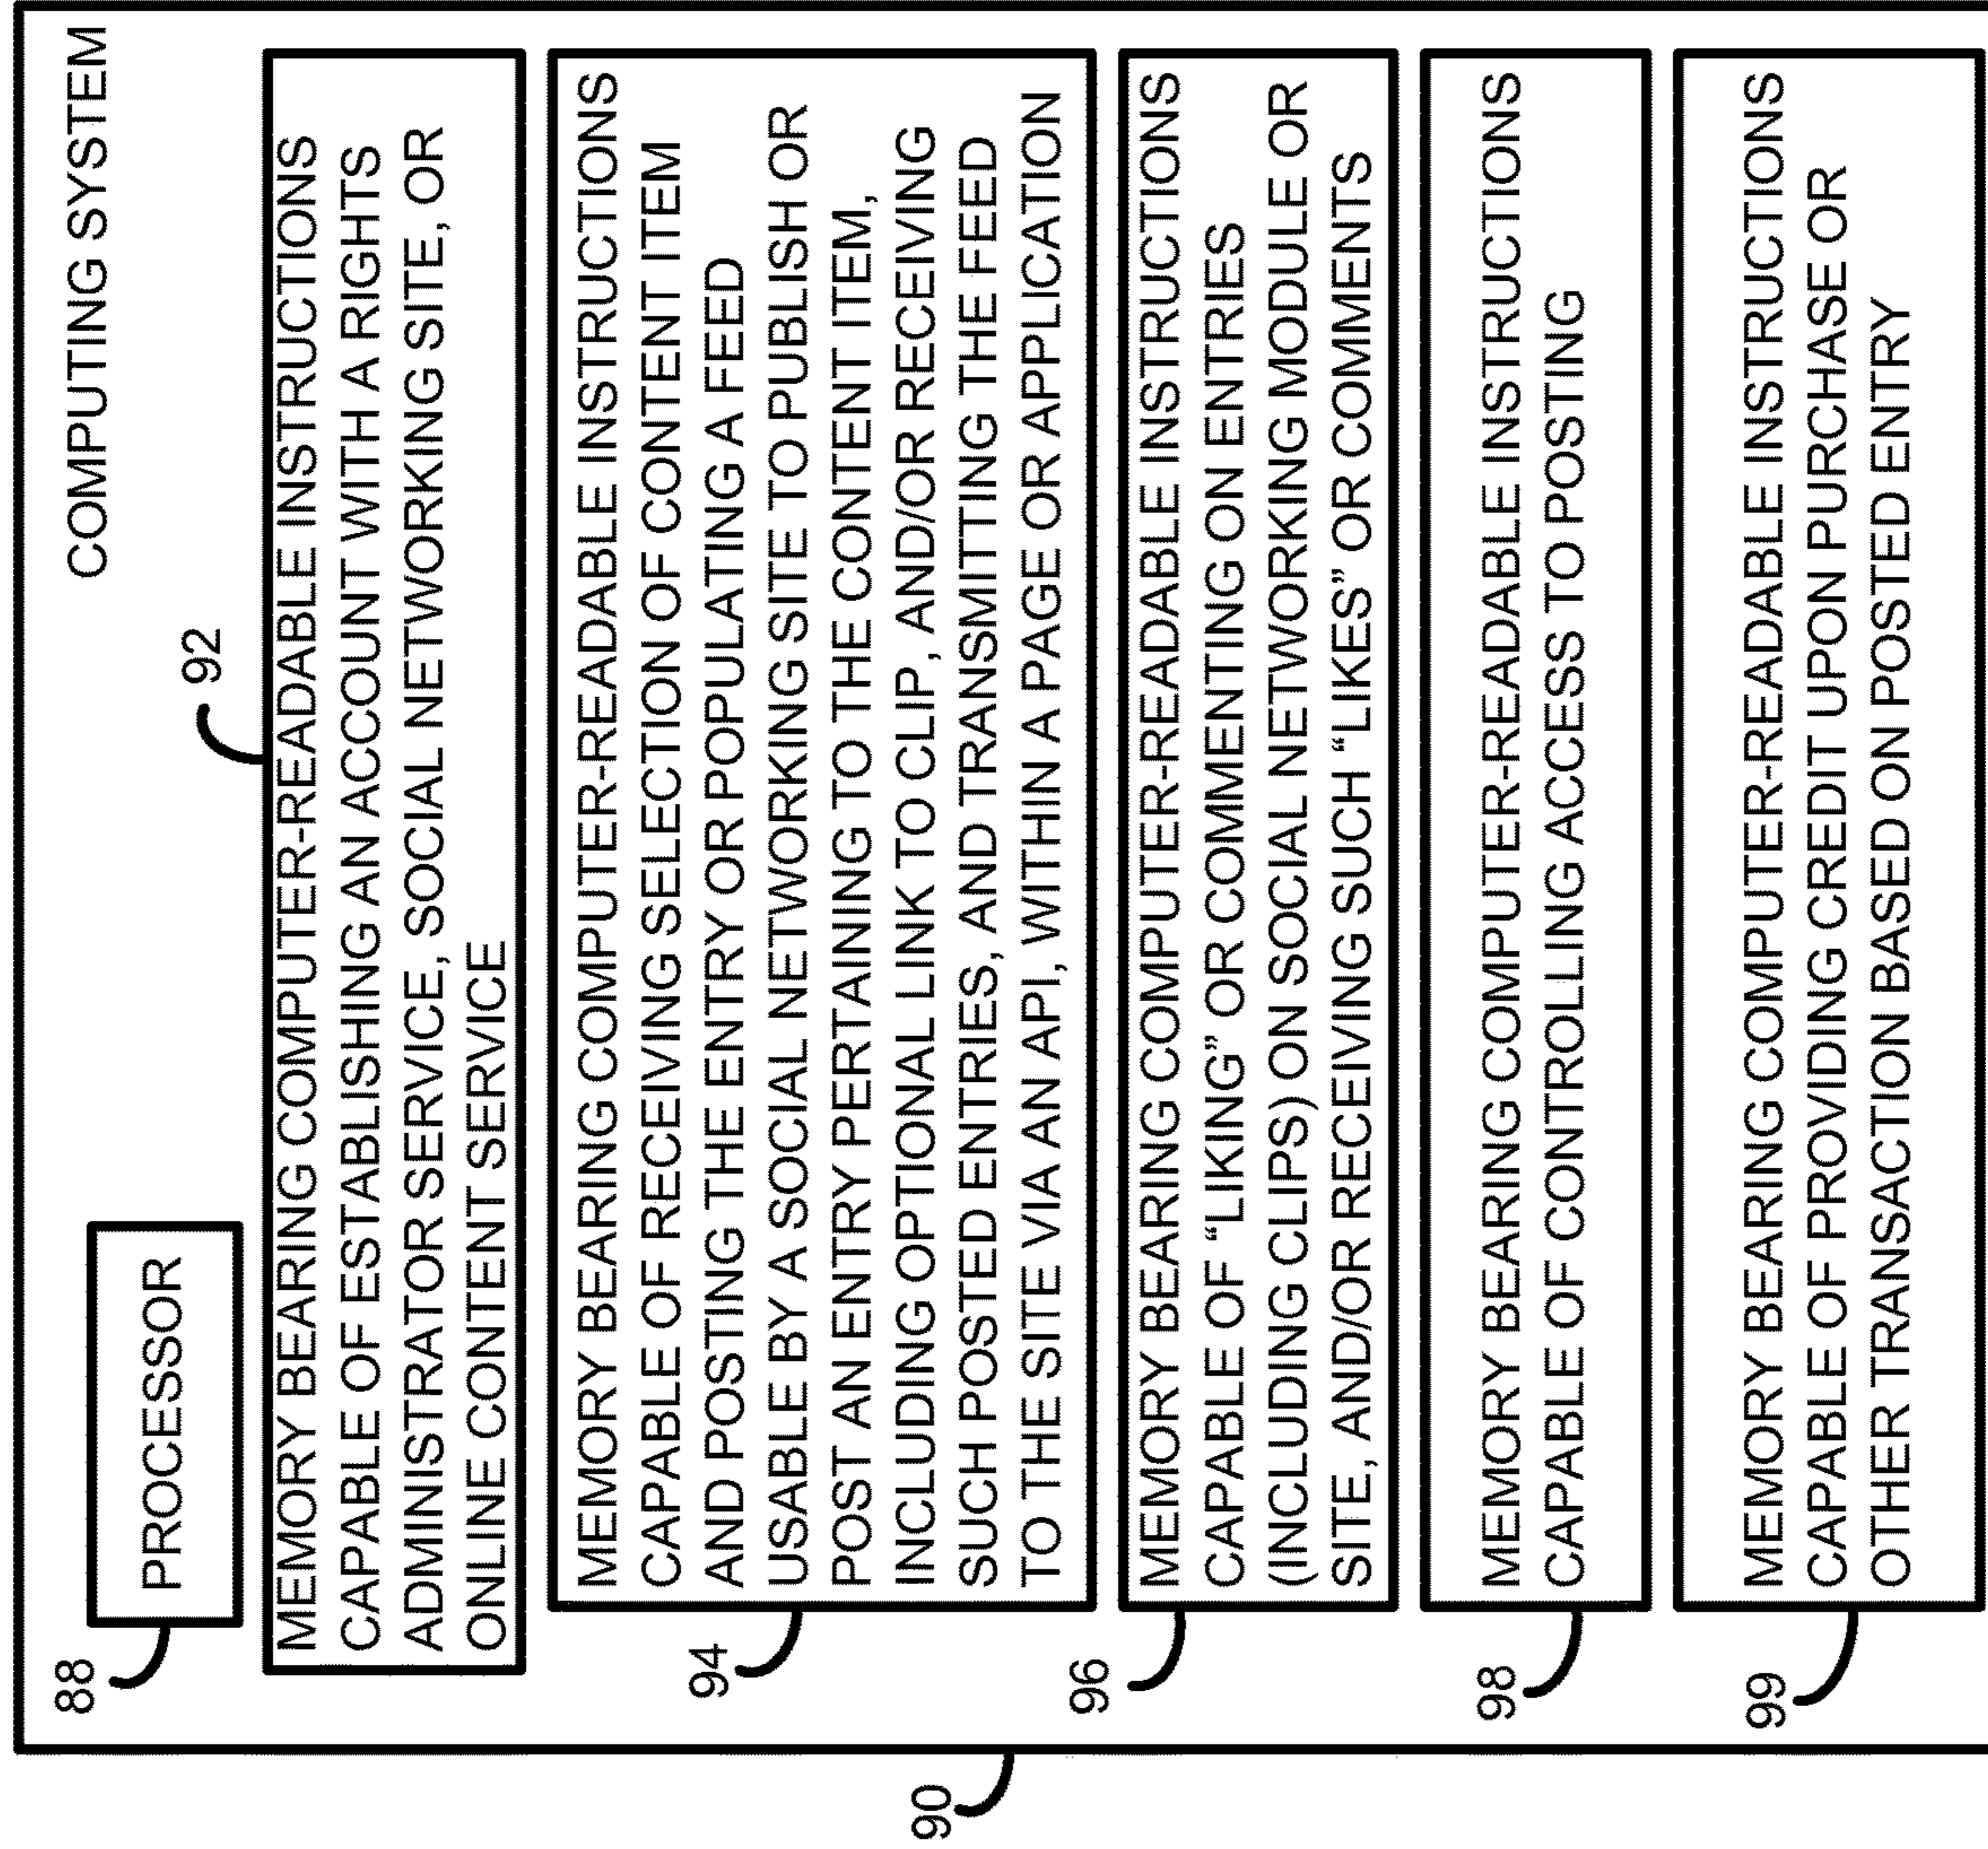 COMPUTING SYSTEM
88
PROCESSOR
92
MEMORY BEARING COMPUTER-READABLE INSTRUCTIONS
CAPABLE OF ESTABLISHING AN ACCOUNT WITH A RIGHTS
ADMINISTRATOR SERVICE, SOCIAL NETWORKING SITE, OR
ONLINE CONTENT SERVICE
94
MEMORY BEARING COMPUTER-READABLE INSTRUCTIONS
CAPABLE OF RECEIVING SELECTION OF CONTENT ITEM
AND POSTING THE ENTRY OR POPULATING A FEED
USABLE BY A SOCIAL NETWORKING SITE TO PUBLISH OR
POST AN ENTRY PERTAINING TO THE CONTENT ITEM,
INCLUDING OPTIONAL LINK TO CLIP, AND/OR RECEIVING
SUCH POSTED ENTRIES, AND TRANSMITTING THE FEED
TO THE SITE VIA AN API, WITHIN A PAGE OR APPLICATION
90
96
MEMORY BEARING COMPUTER-READABLE INSTRUCTIONS
CAPABLE OF “LIKING” OR COMMENTING ON ENTRIES
(INCLUDING CLIPS) ON SOCIAL NETWORKING MODULE OR
SITE, AND/OR RECEIVING SUCH “LIKES” OR COMMENTS
98
MEMORY BEARING COMPUTER-READABLE INSTRUCTIONS
CAPABLE OF CONTROLLING ACCESS TO POSTING
99
MEMORY BEARING COMPUTER-READABLE INSTRUCTIONS
CAPABLE OF PROVIDING CREDIT UPON PURCHASE OR
OTHER TRANSACTION BASED ON POSTED ENTRY